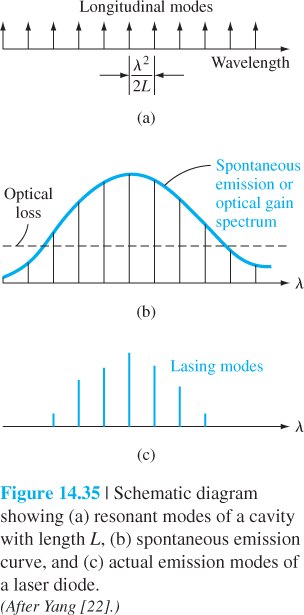 Longitudinal modes
Wavelength
λ²
2L
(a)
Spontaneous
emission or
optical gain
spectrum
Optical
loss
λ
(b)
Lasing modes
λ
(c)
Figure 14.35 | Schematic diagram
showing (a) resonant modes of a cavity
with length L, (b) spontaneous emission
curve, and (c) actual emission modes of
a laser diode.
(After Yang [22].)